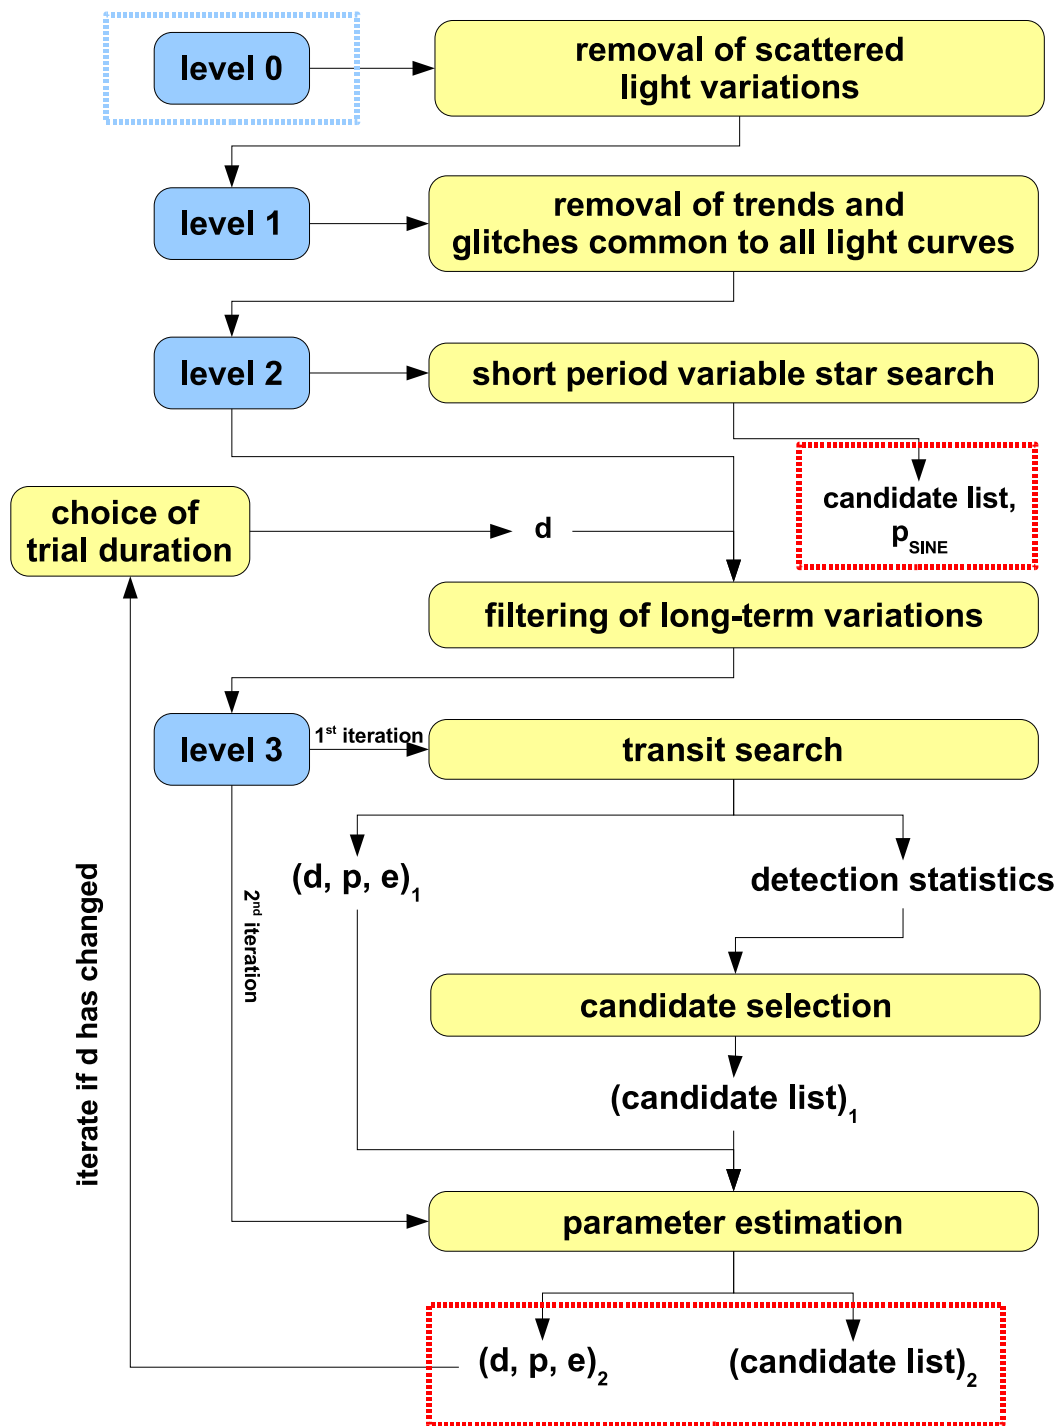 level 0
removal of scattered
light variations
level 1
removal of trends and
glitches common to all light curves
level 2
short period variable star search
candidate list,
pSINE
choice of
trial duration
d
filtering of long-term variations
level 3
1st iteration
transit search
(d, p, e)1
detection statistics
2nd iteration
candidate selection
(candidate list)1
iterate if d has changed
parameter estimation
(d, p, e)2
(candidate list)2